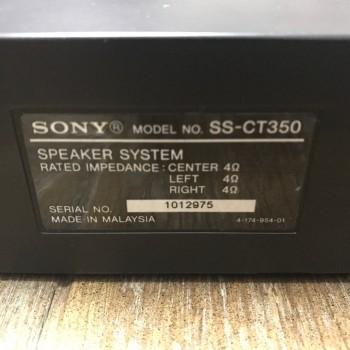 SONY® MODEL NO. SS-CT350
SPEAKER SYSTEM
RATED IMPEDANCE: CENTER 4Ω
LEFT 4Ω
RIGHT 4Ω
SERIAL NO. 1012975
MADE IN MALAYSIA 4-174-954-01